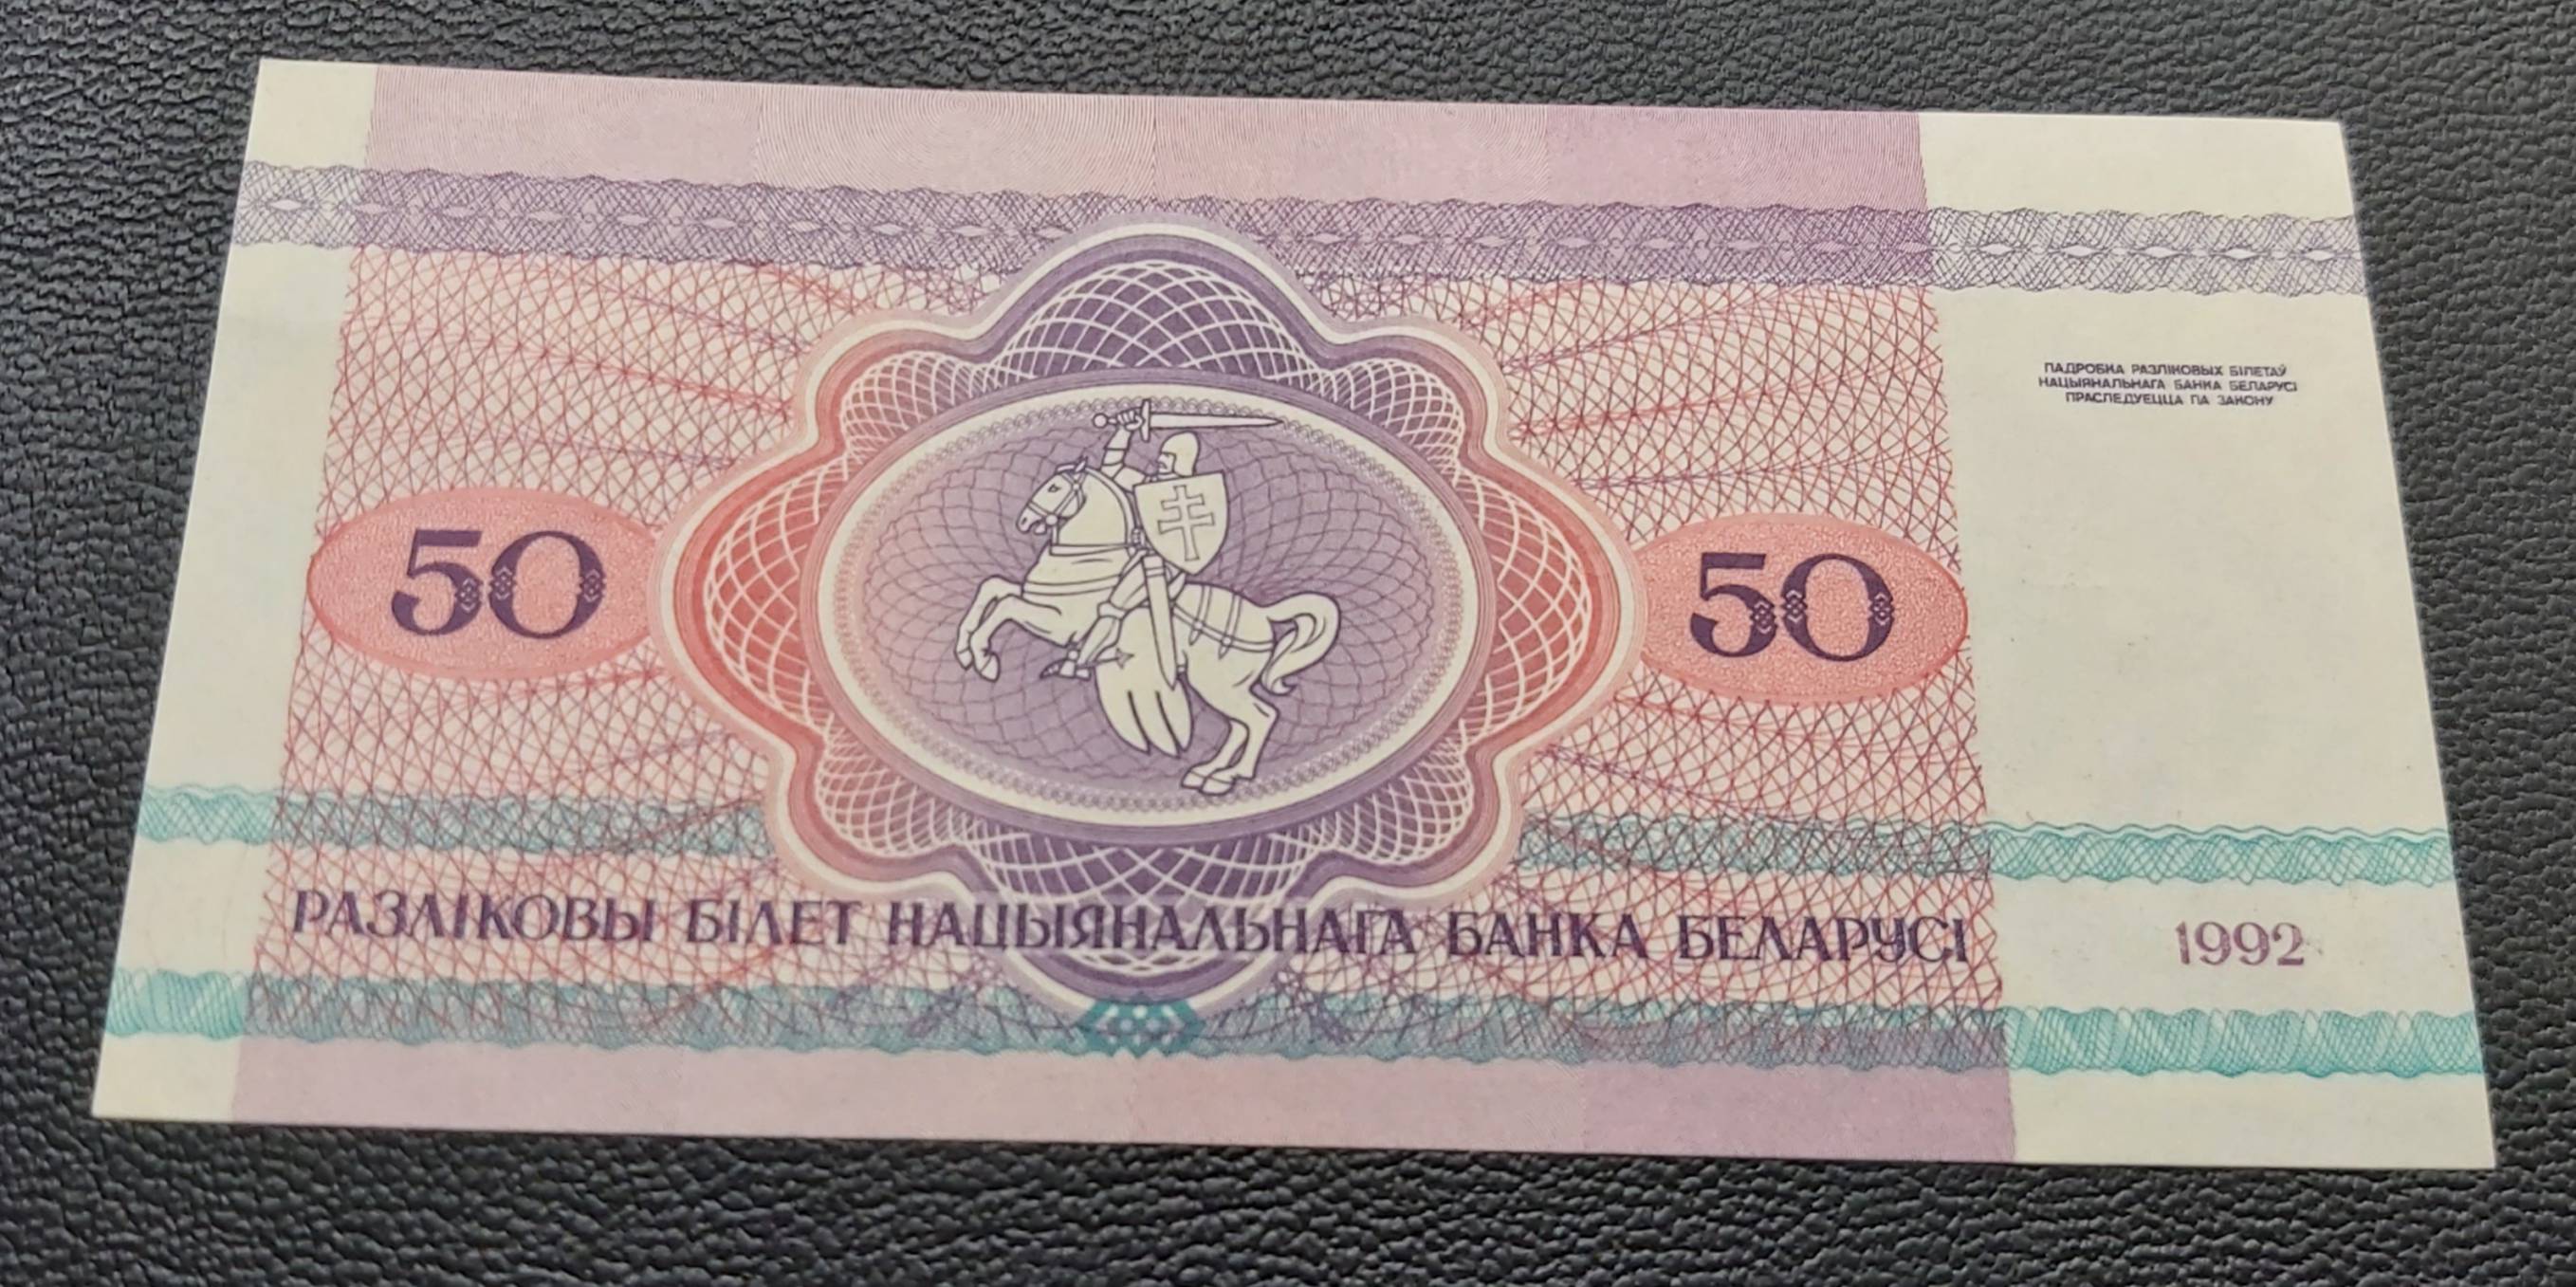 ПАДРОБКА РАЗЛІКОВЫХ БІЛЕТАЎ
НАЦЫЯНАЛЬНАГА БАНКА БЕЛАРУСІ
ПРАСЛЕДУЕЦЦА ПА ЗАКОНУ
50
50
РАЗЛІКОВЫ БІЛЕТ НАЦЫЯНАЛЬНАГА БАНКА БЕЛАРУСІ
1992